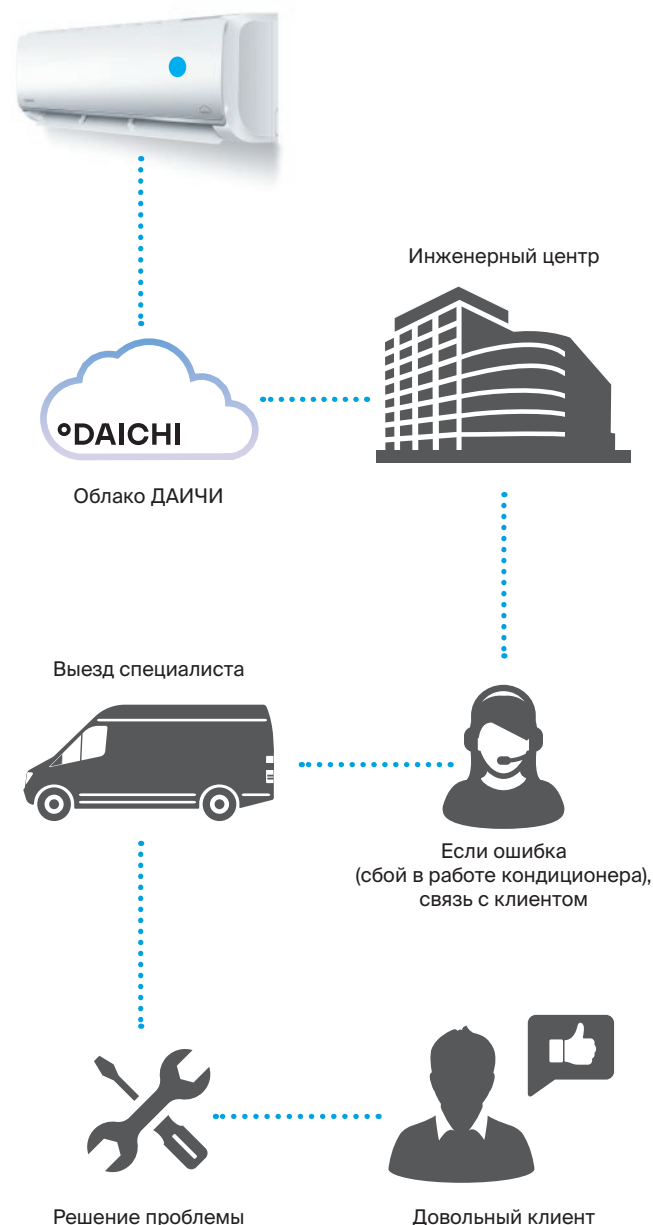 Инженерный центр
°DAICHI
Облако ДАИЧИ
Выезд специалиста
Если ошибка
(сбой в работе кондиционера),
связь с клиентом
Решение проблемы
Довольный клиент